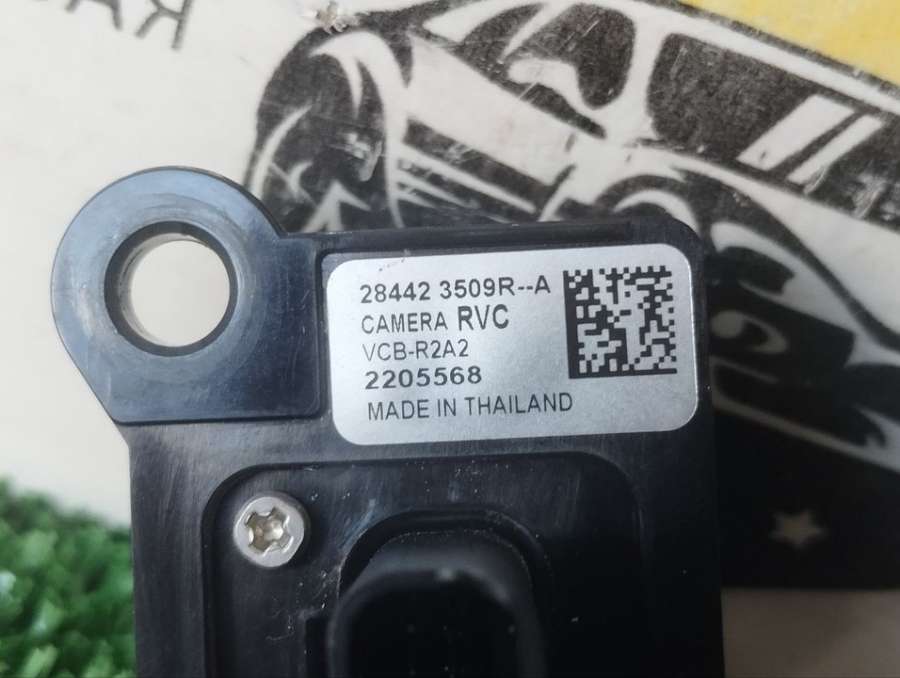 28442 3509R--A
CAMERA RVC
VCB-R2A2
2205568
MADE IN THAILAND